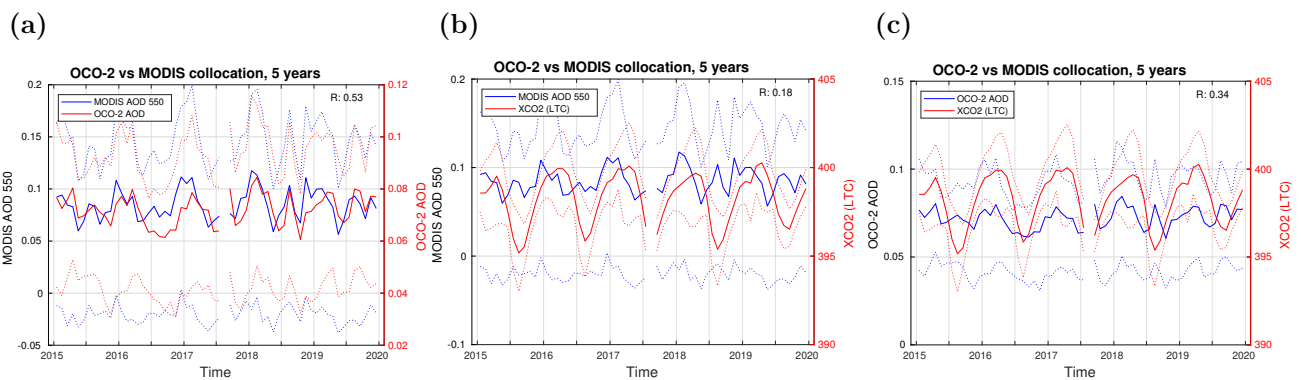 (a)
OCO-2 vs MODIS collocation, 5 years
MODIS AOD 550
OCO-2 AOD
R: 0.53
0.2
0.15
0.1
0.05
0
-0.05
MODIS AOD 550
0.12
0.1
0.08
0.06
0.04
0.02
OCO-2 AOD
2015 2016 2017 2018 2019 2020
Time
(b)
OCO-2 vs MODIS collocation, 5 years
MODIS AOD 550
XCO2 (LTC)
R: 0.18
0.2
0.15
0.1
0.05
0
-0.05
-0.1
MODIS AOD 550
405
400
395
390
XCO2 (LTC)
2015 2016 2017 2018 2019 2020
Time
(c)
OCO-2 vs MODIS collocation, 5 years
OCO-2 AOD
XCO2 (LTC)
R: 0.34
0.15
0.1
0.05
0
OCO-2 AOD
405
400
395
390
XCO2 (LTC)
2015 2016 2017 2018 2019 2020
Time